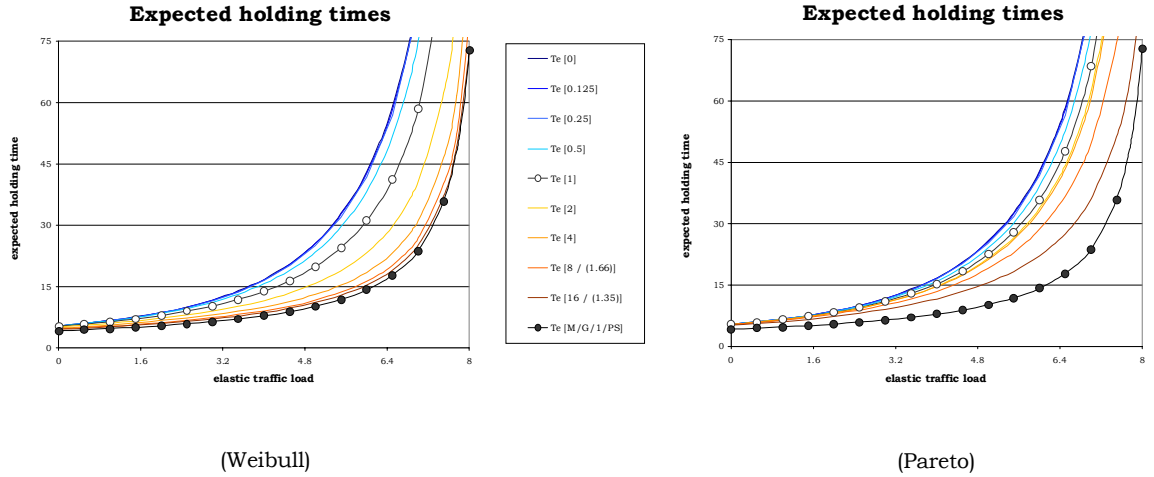 Expected holding times
75
60
45
30
15
0
0
1.6
3.2
4.8
6.4
8
expected holding time
elastic traffic load
Te [0]
Te [0.125]
Te [0.25]
Te [0.5]
Te [1]
Te [2]
Te [4]
Te [8 / (1.66)]
Te [16 / (1.35)]
Te [M/G/1/PS]
(Weibull)
Expected holding times
75
60
45
30
15
0
0
1.6
3.2
4.8
6.4
8
expected holding time
elastic traffic load
(Pareto)